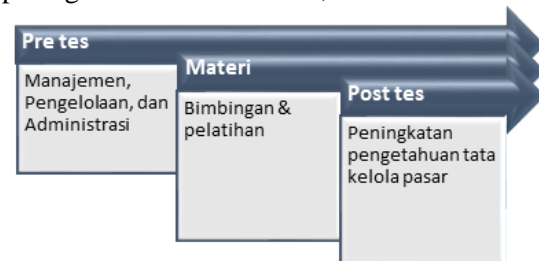 Pre tes
Manajemen,
Pengelolaan, dan
Administrasi
Materi
Bimbingan &
pelatihan
Post tes
Peningkatan
pengetahuan tata
kelola pasar